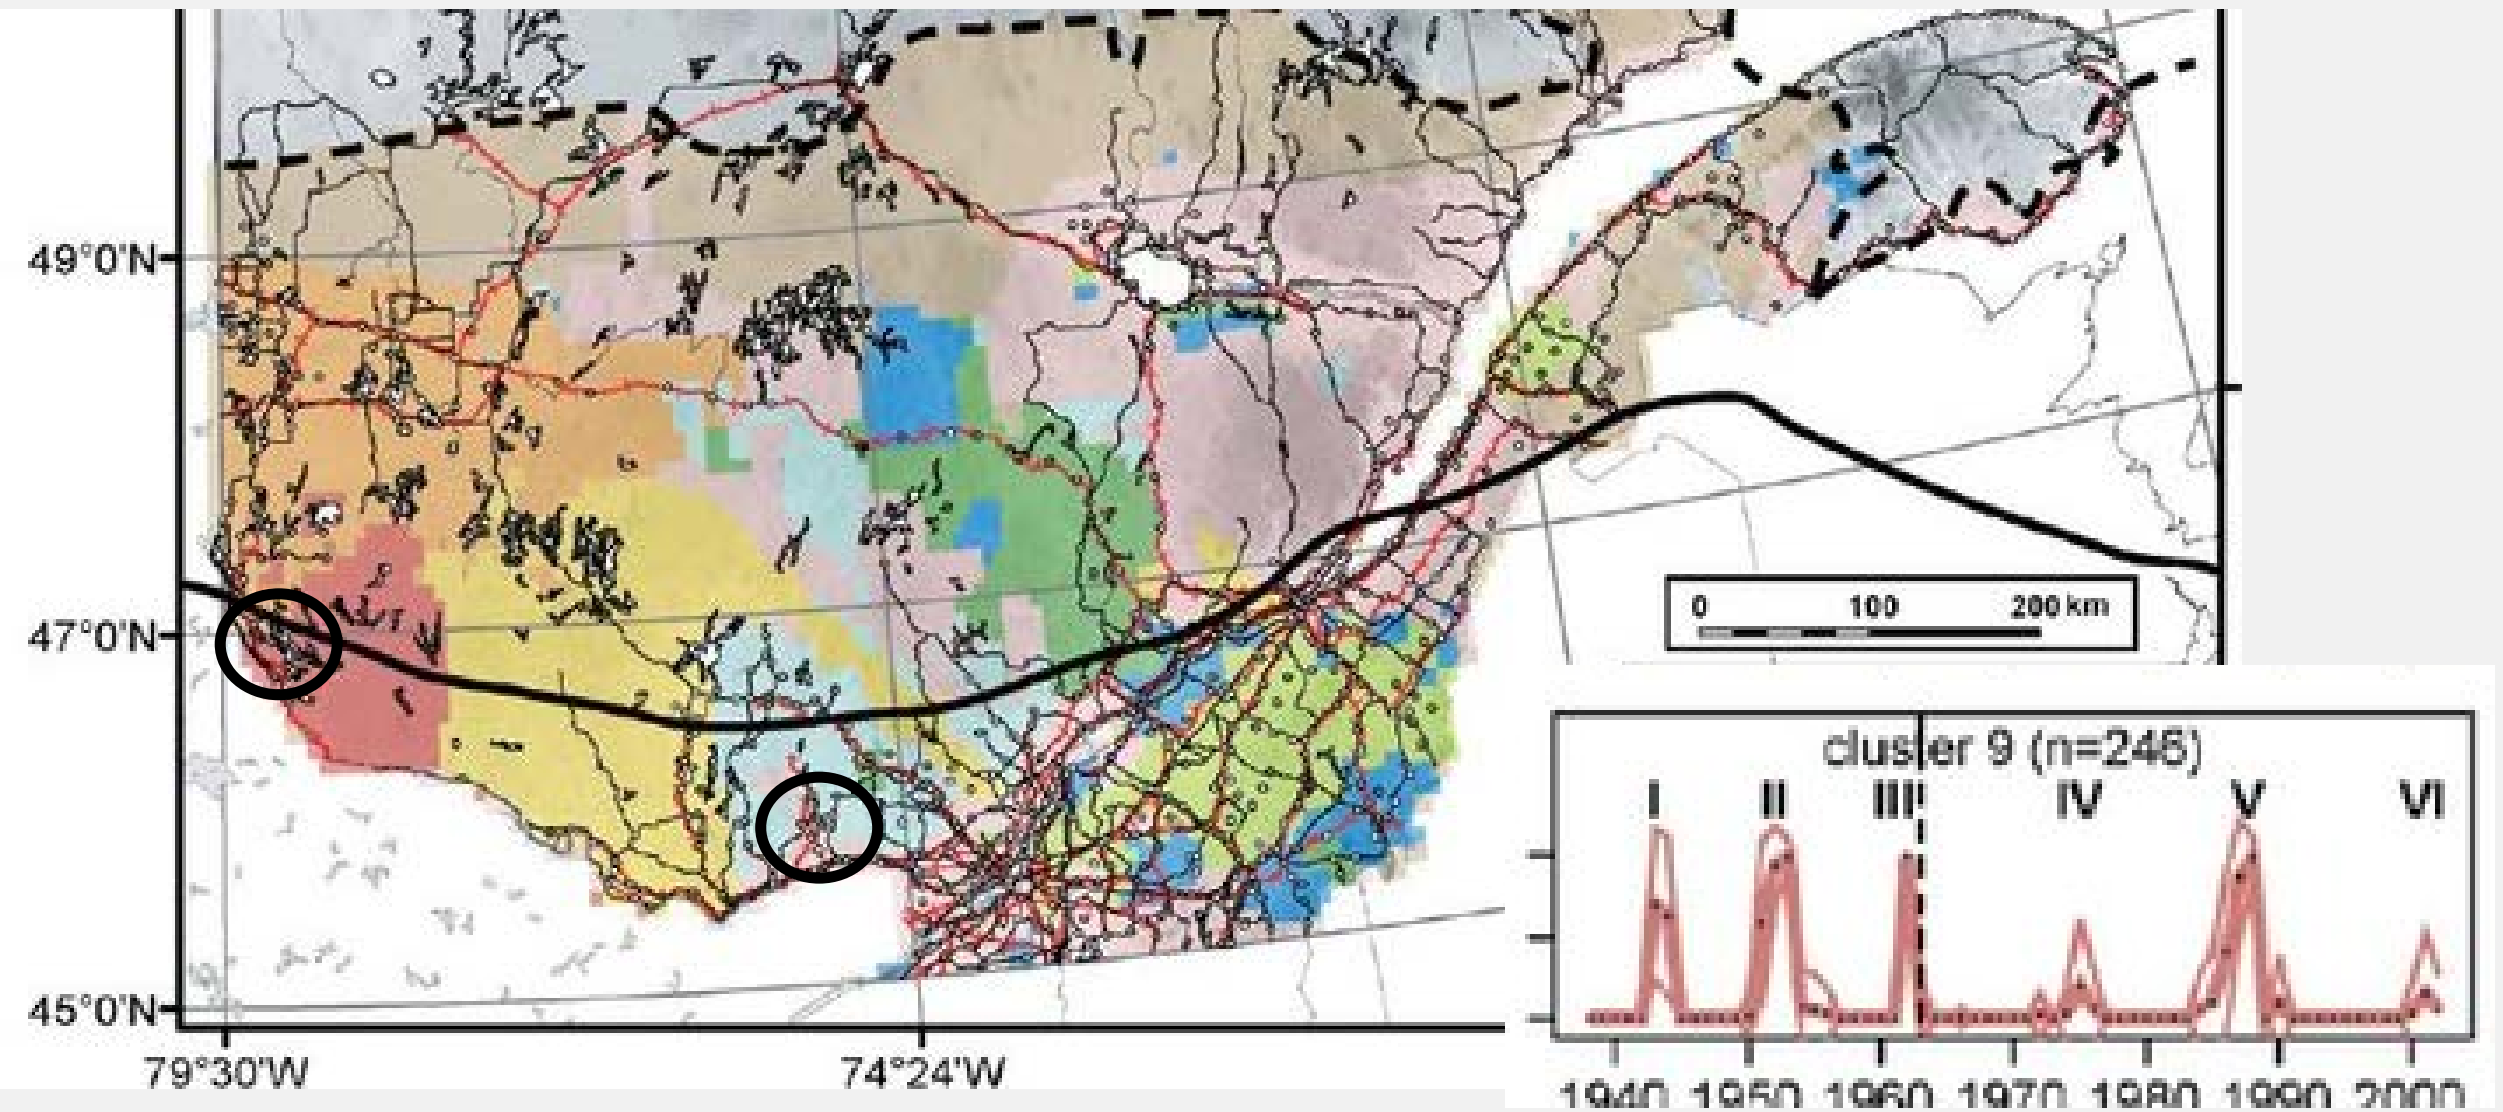 49°0'N
47°0'N
45°0'N
79°30'W
74°24'W
0 100 200 km
cluster 9 (n=246)
I II III IV V VI
1940 1950 1960 1970 1980 1990 2000